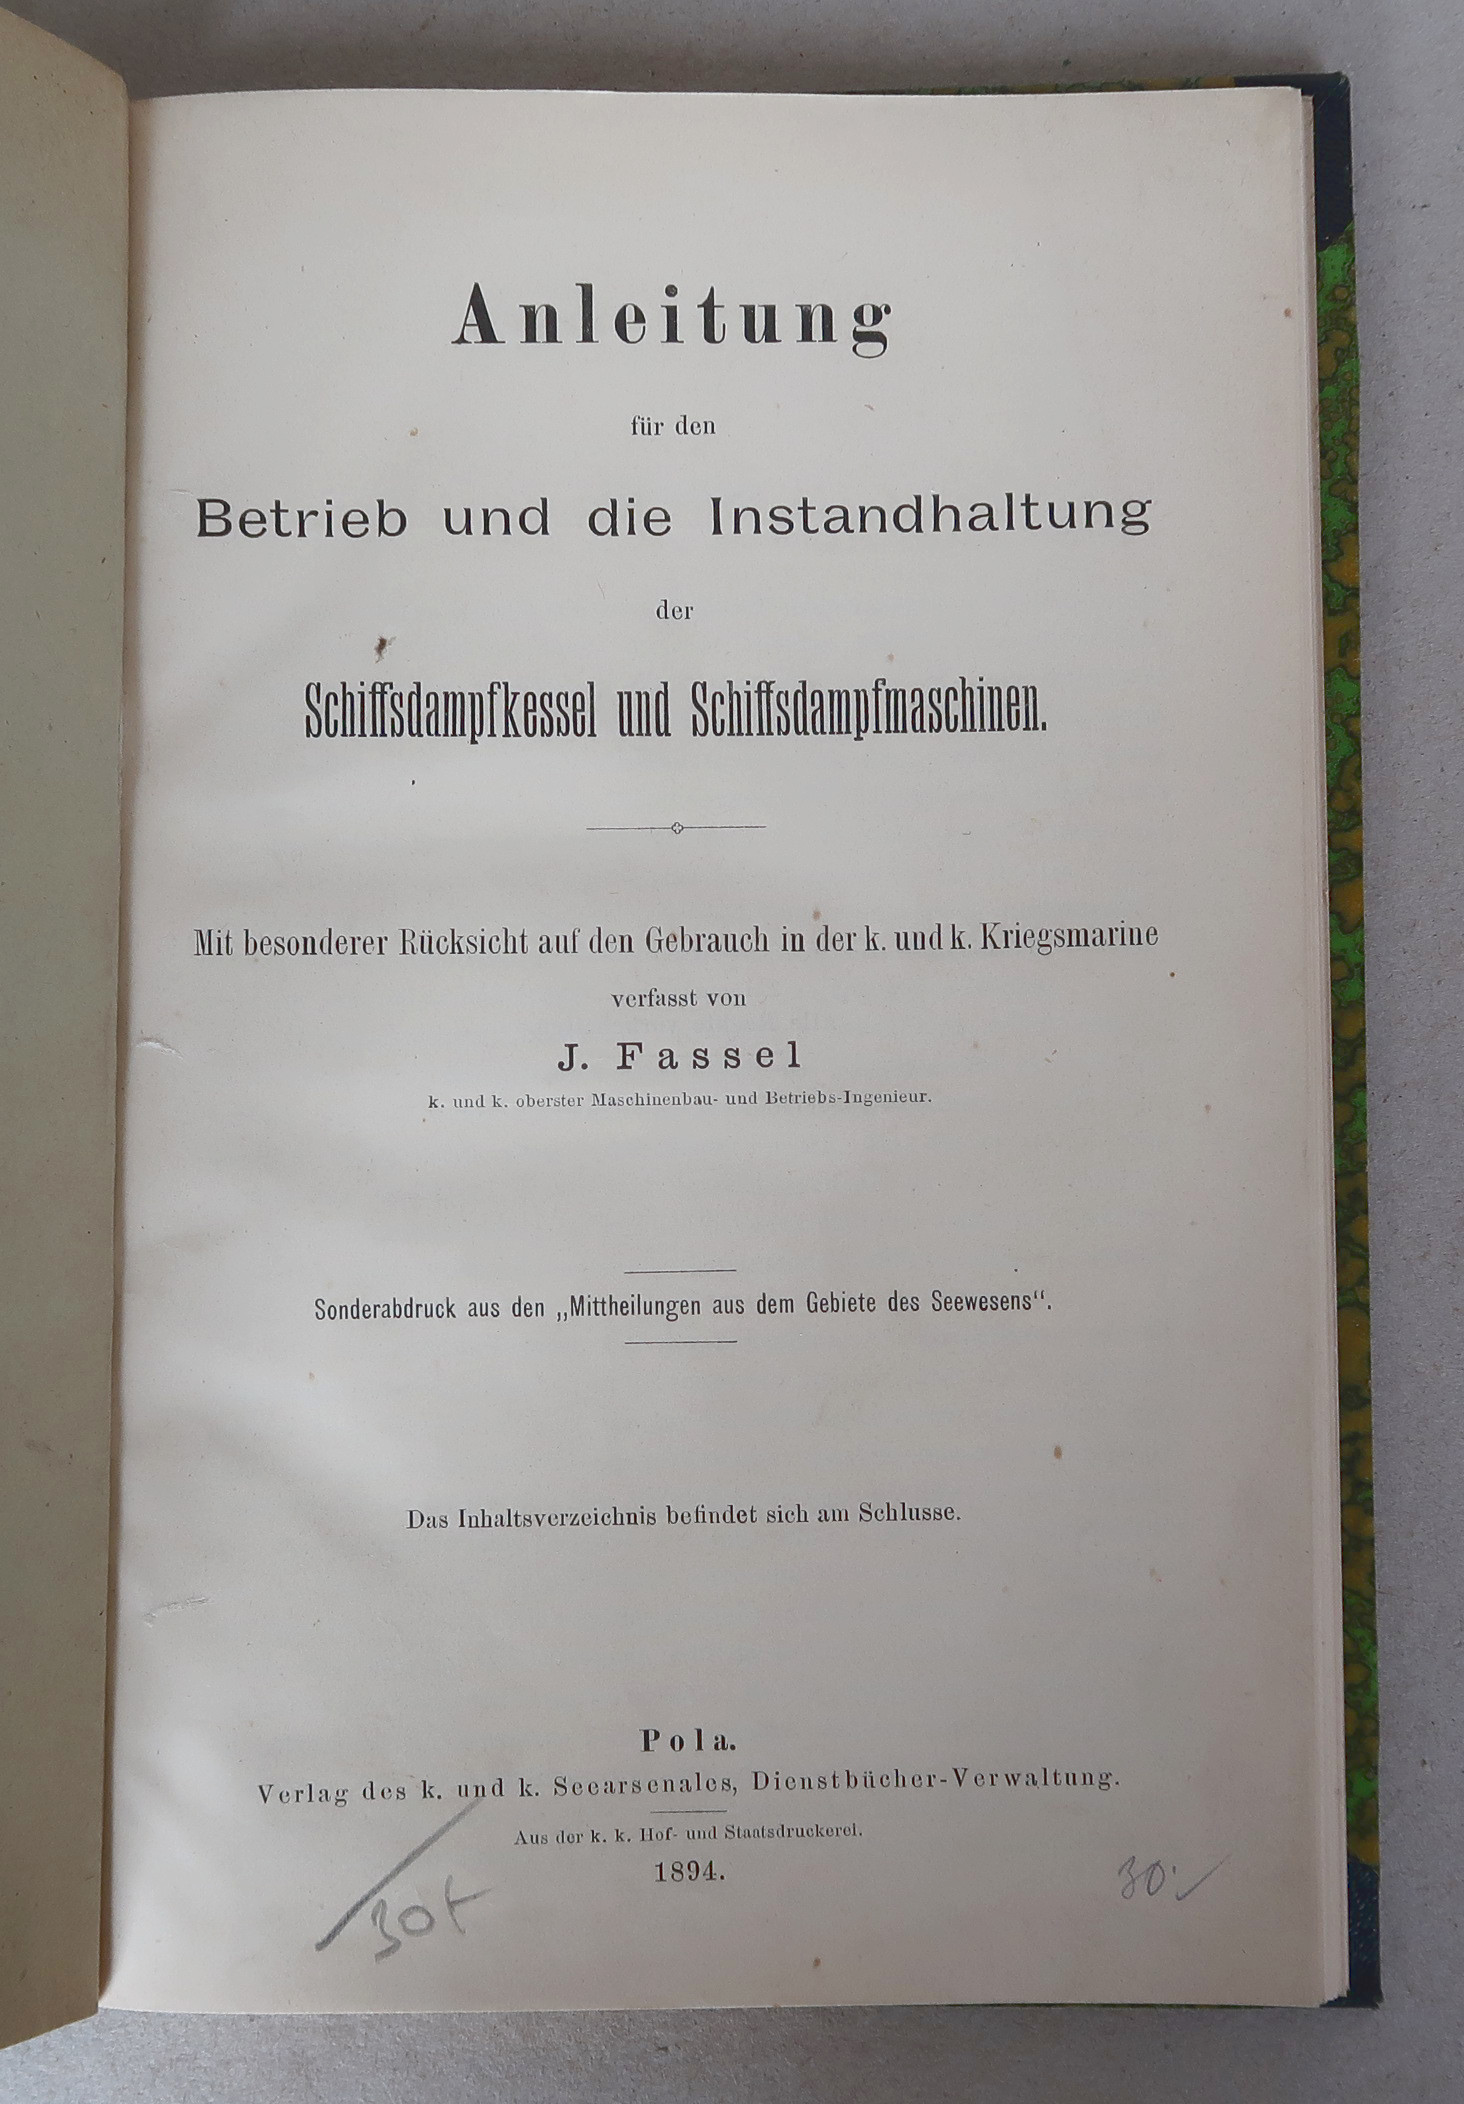 Anleitung
für den
Betrieb und die Instandhaltung
der
Schiffsdampfkessel und Schiffsdampfmaschinen.
Mit besonderer Rücksicht auf den Gebrauch in der k. und k. Kriegsmarine
verfasst von
J. Fassel
k. und k. oberster Maschinenbau- und Betriebs-Ingenieur.
Sonderabdruck aus den „Mittheilungen aus dem Gebiete des Seewesens“.
Das Inhaltsverzeichnis befindet sich am Schlusse.
Pola.
Verlag des k. und k. Seearsenales, Dienstbücher-Verwaltung.
Aus der k. k. Hof- und Staatsdruckerei.
1894.
30